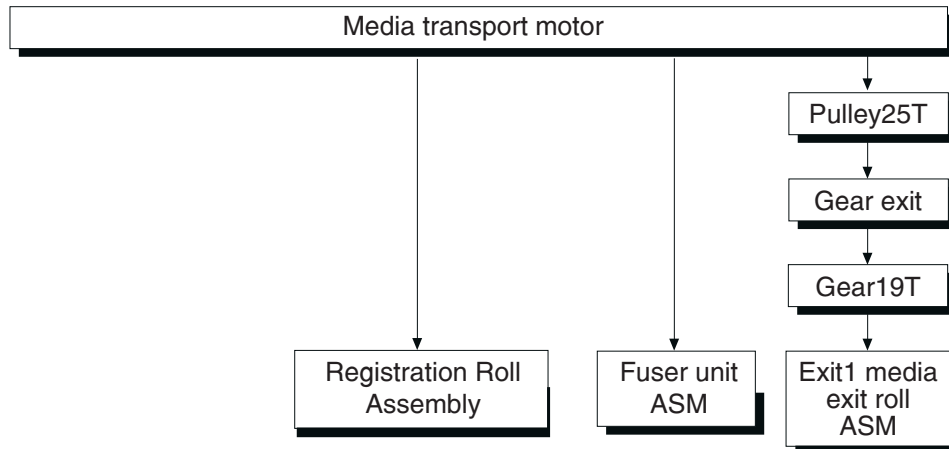 Media transport motor
Pulley25T
Gear exit
Gear19T
Registration Roll
Assembly
Fuser unit
ASM
Exit1 media
exit roll
ASM